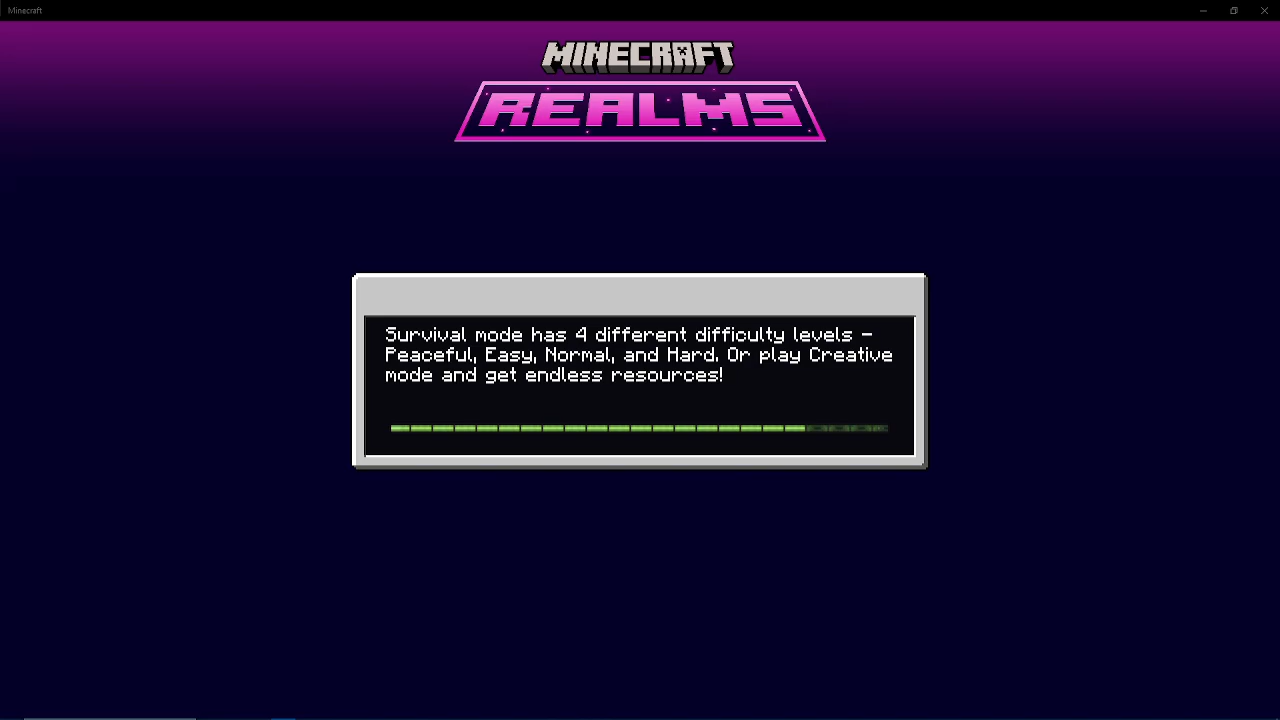 Minecraft
MINECRAFT
REALMS
Survival mode has 4 different difficulty levels -
Peaceful, Easy, Normal, and Hard. Or play Creative
mode and get endless resources!